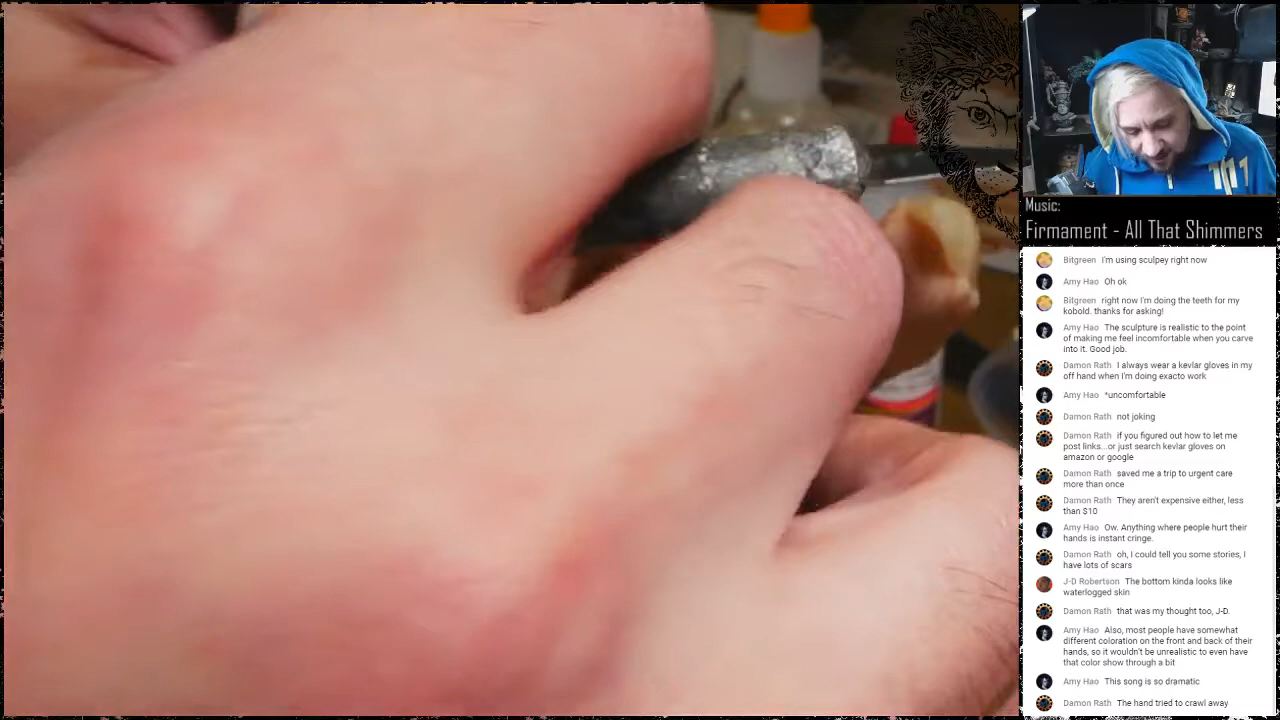 101
Music:
Firmament - All That Shimmers
Bitgreen I'm using sculpey right now
Amy Hao Oh ok
Bitgreen right now I'm doing the teeth for my
kobold. thanks for asking!
Amy Hao The sculpture is realistic to the point
of making me feel incomfortable when you carve
into it. Good job.
Damon Rath I always wear a kevlar gloves in my
off hand when I'm doing exacto work
Amy Hao *uncomfortable
Damon Rath not joking
Damon Rath if you figured out how to let me
post links...or just search kevlar gloves on
amazon or google
Damon Rath saved me a trip to urgent care
more than once
Damon Rath They aren't expensive either, less
than $10
Amy Hao Ow. Anything where people hurt their
hands is instant cringe.
Damon Rath oh, I could tell you some stories, I
have lots of scars
J-D Robertson The bottom kinda looks like
waterlogged skin
Damon Rath that was my thought too, J-D.
Amy Hao Also, most people have somewhat
different coloration on the front and back of their
hands, so it wouldn't be unrealistic to even have
that color show through a bit
Amy Hao This song is so dramatic
Damon Rath The hand tried to crawl away